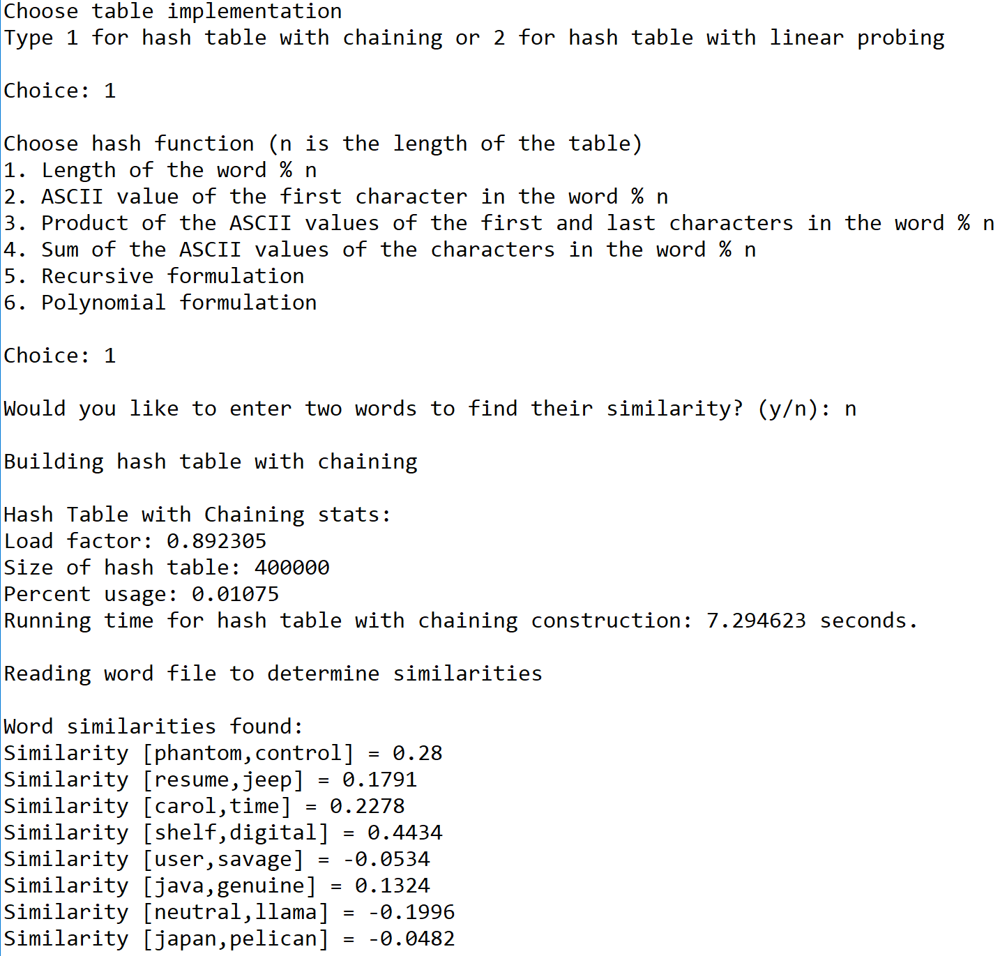 Choose table implementation
Type 1 for hash table with chaining or 2 for hash table with linear probing
Choice: 1
Choose hash function (n is the length of the table)
1. Length of the word % n
2. ASCII value of the first character in the word % n
3. Product of the ASCII values of the first and last characters in the word % n
4. Sum of the ASCII values of the characters in the word % n
5. Recursive formulation
6. Polynomial formulation
Choice: 1
Would you like to enter two words to find their similarity? (y/n): n
Building hash table with chaining
Hash Table with Chaining stats:
Load factor: 0.892305
Size of hash table: 400000
Percent usage: 0.01075
Running time for hash table with chaining construction: 7.294623 seconds.
Reading word file to determine similarities
Word similarities found:
Similarity [phantom,control] = 0.28
Similarity [resume,jeep] = 0.1791
Similarity [carol,time] = 0.2278
Similarity [shelf,digital] = 0.4434
Similarity [user,savage] = -0.0534
Similarity [java,genuine] = 0.1324
Similarity [neutral,llama] = -0.1996
Similarity [japan,pelican] = -0.0482